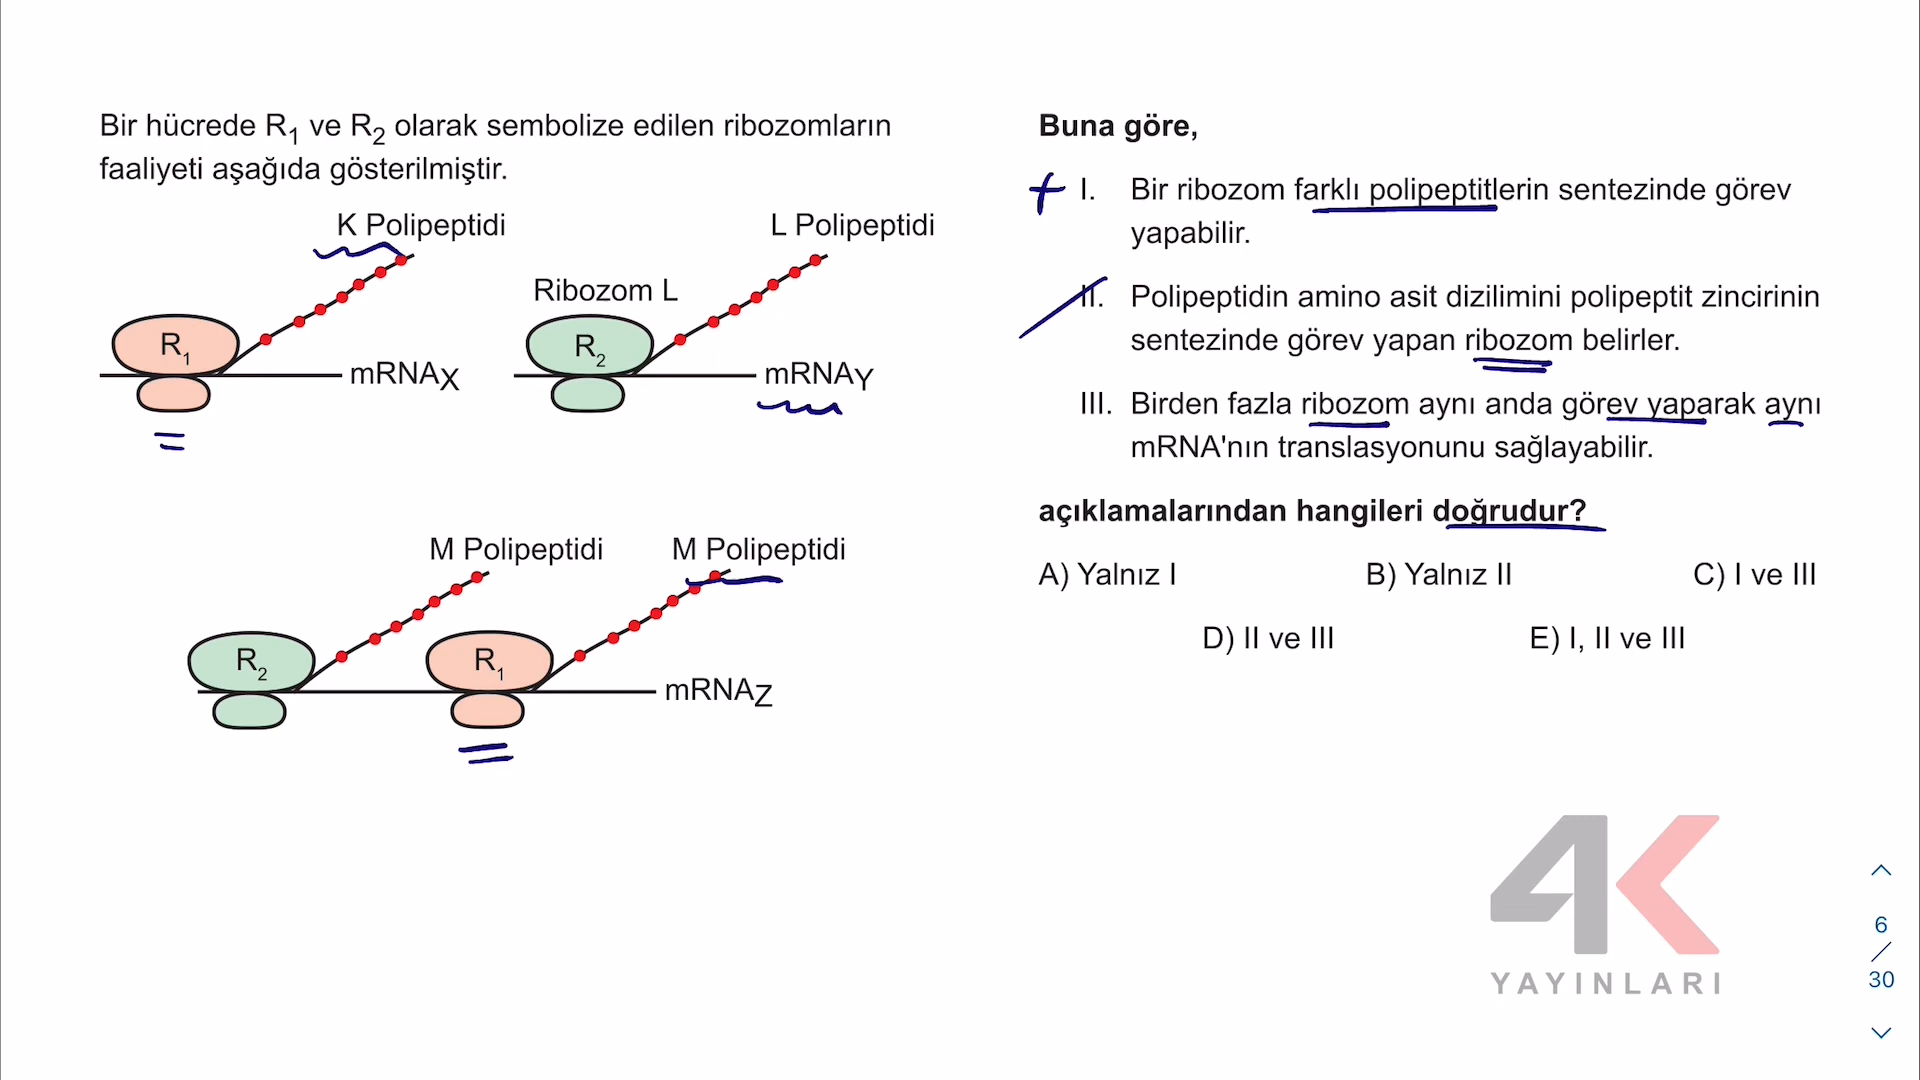 Bir hücrede R1 ve R2 olarak sembolize edilen ribozomların
faaliyeti aşağıda gösterilmiştir.
K Polipeptidi
L Polipeptidi
Ribozom L
R1
R2
mRNAX
mRNAY
M Polipeptidi
M Polipeptidi
R2
R1
mRNAZ
Buna göre,
I. Bir ribozom farklı polipeptitlerin sentezinde görev
yapabilir.
II. Polipeptidin amino asit dizilimini polipeptit zincirinin
sentezinde görev yapan ribozom belirler.
III. Birden fazla ribozom aynı anda görev yaparak aynı
mRNA'nın translasyonunu sağlayabilir.
açıklamalarından hangileri doğrudur?
A) Yalnız I B) Yalnız II C) I ve III
D) II ve III E) I, II ve III
4K
YAYINLARI
6
/
30